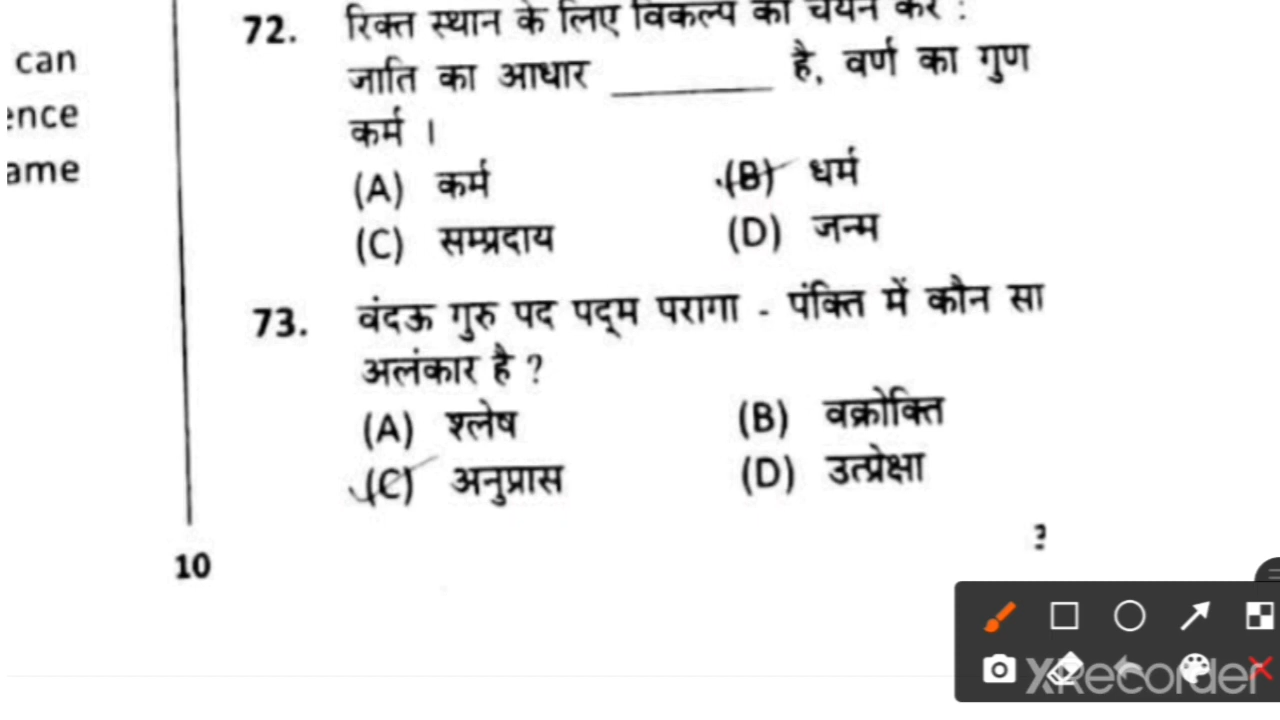 can
ence
ame
72. रिक्त स्थान के लिए विकल्प का चयन करें :
जाति का आधार ________ है, वर्ण का गुण
कर्म ।
(A) कर्म (B) धर्म
(C) सम्प्रदाय (D) जन्म
73. वंदऊ गुरु पद पद्म परागा - पंक्ति में कौन सा
अलंकार है ?
(A) श्लेष (B) वक्रोक्ति
(C) अनुप्रास (D) उत्प्रेक्षा
10
XRecorder